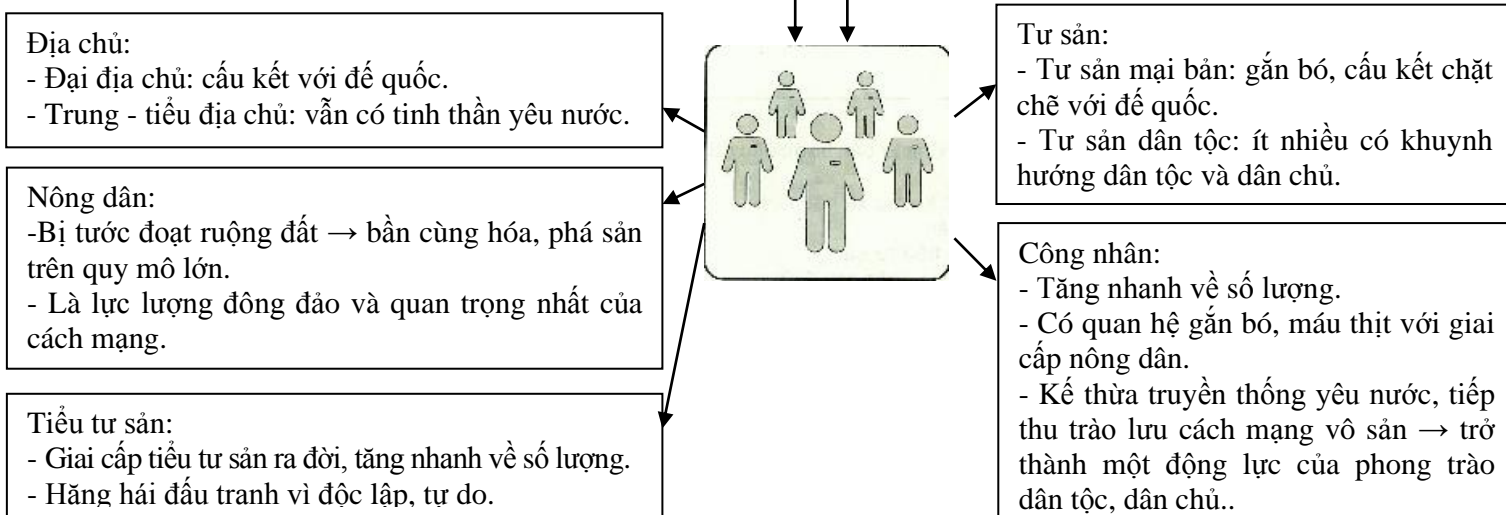 Địa chủ:
- Đại địa chủ: cấu kết với đế quốc.
- Trung - tiểu địa chủ: vẫn có tinh thần yêu nước.
Nông dân:
-Bị tước đoạt ruộng đất → bần cùng hóa, phá sản
trên quy mô lớn.
- Là lực lượng đông đảo và quan trọng nhất của
cách mạng.
Tiểu tư sản:
- Giai cấp tiểu tư sản ra đời, tăng nhanh về số lượng.
- Hăng hái đấu tranh vì độc lập, tự do.
Tư sản:
- Tư sản mại bản: gắn bó, cấu kết chặt
chẽ với đế quốc.
- Tư sản dân tộc: ít nhiều có khuynh
hướng dân tộc và dân chủ.
Công nhân:
- Tăng nhanh về số lượng.
- Có quan hệ gắn bó, máu thịt với giai
cấp nông dân.
- Kế thừa truyền thống yêu nước, tiếp
thu trào lưu cách mạng vô sản → trở
thành một động lực của phong trào
dân tộc, dân chủ..